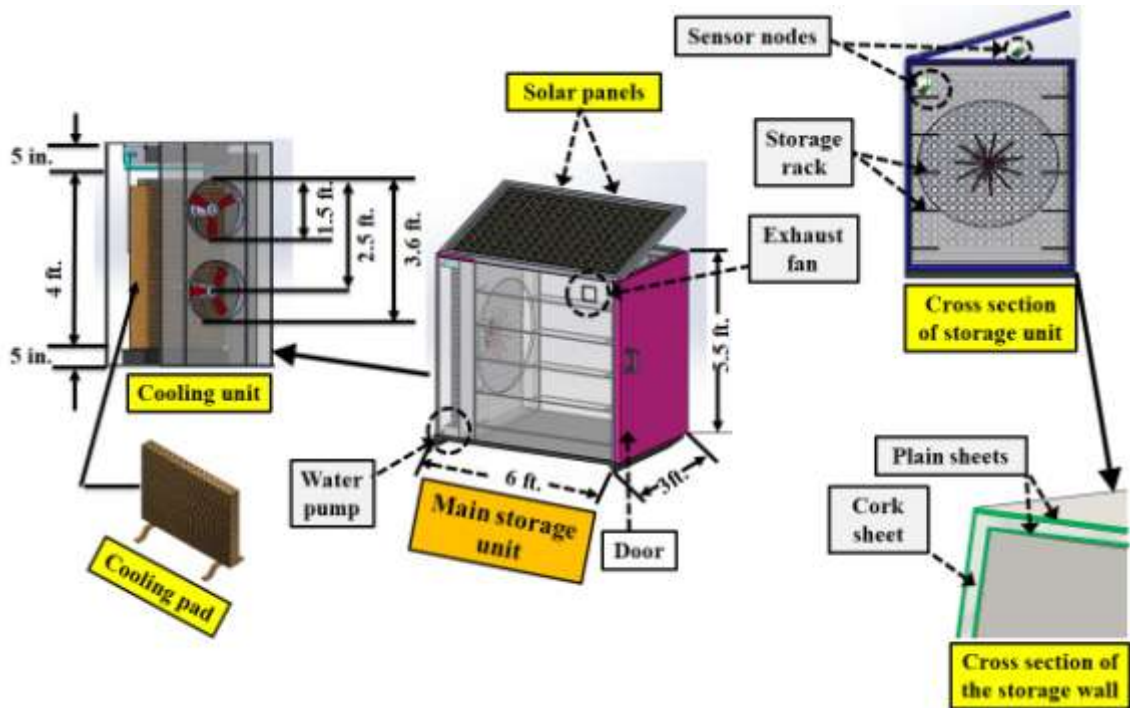 Sensor nodes
Solar panels
5 in.
4 ft.
5 in.
1.5 ft.
2.5 ft.
3.6 ft.
Storage
rack
Exhaust
fan
5.5 ft.
Cross section
of storage unit
Cooling unit
Water
pump
6 ft.
3ft.
Main storage
unit
Door
Cooling pad
Plain sheets
Cork
sheet
Cross section of
the storage wall